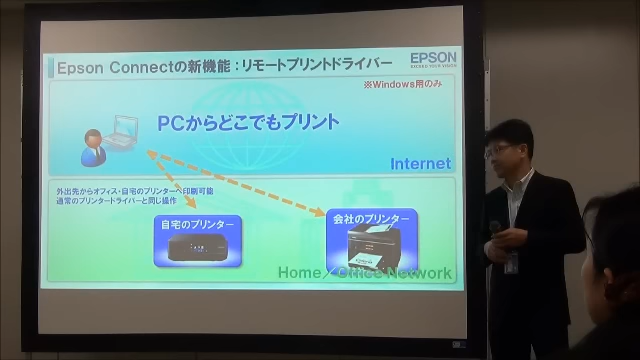 Epson Connectの新機能：リモートプリントドライバー
EPSON
EXCEED YOUR VISION
※Windows用のみ
PCからどこでもプリント
Internet
外出先からオフィス・自宅のプリンターへ印刷可能
通常のプリンタードライバーと同じ操作
自宅のプリンター
会社のプリンター
Home／Office Network